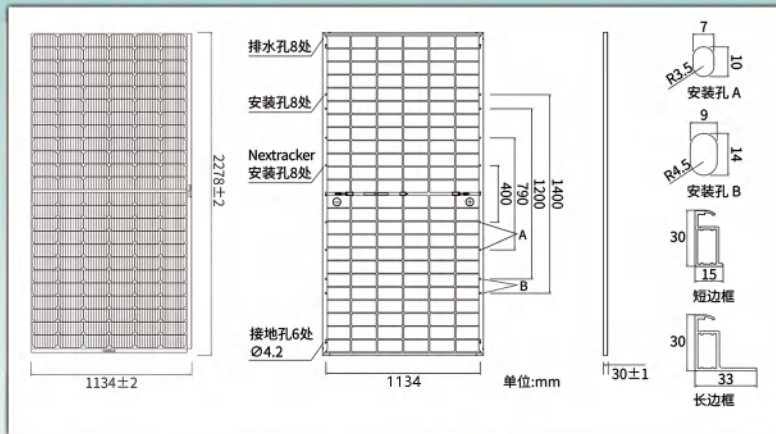 2278±2
1134±2
排水孔8处
安装孔8处
Nextracker
安装孔8处
接地孔6处
Ø4.2
400
790
1200
1400
A
B
1134
单位:mm
30±1
7
10
R3.5
安装孔 A
9
14
R4.5
安装孔 B
30
15
短边框
30
33
长边框